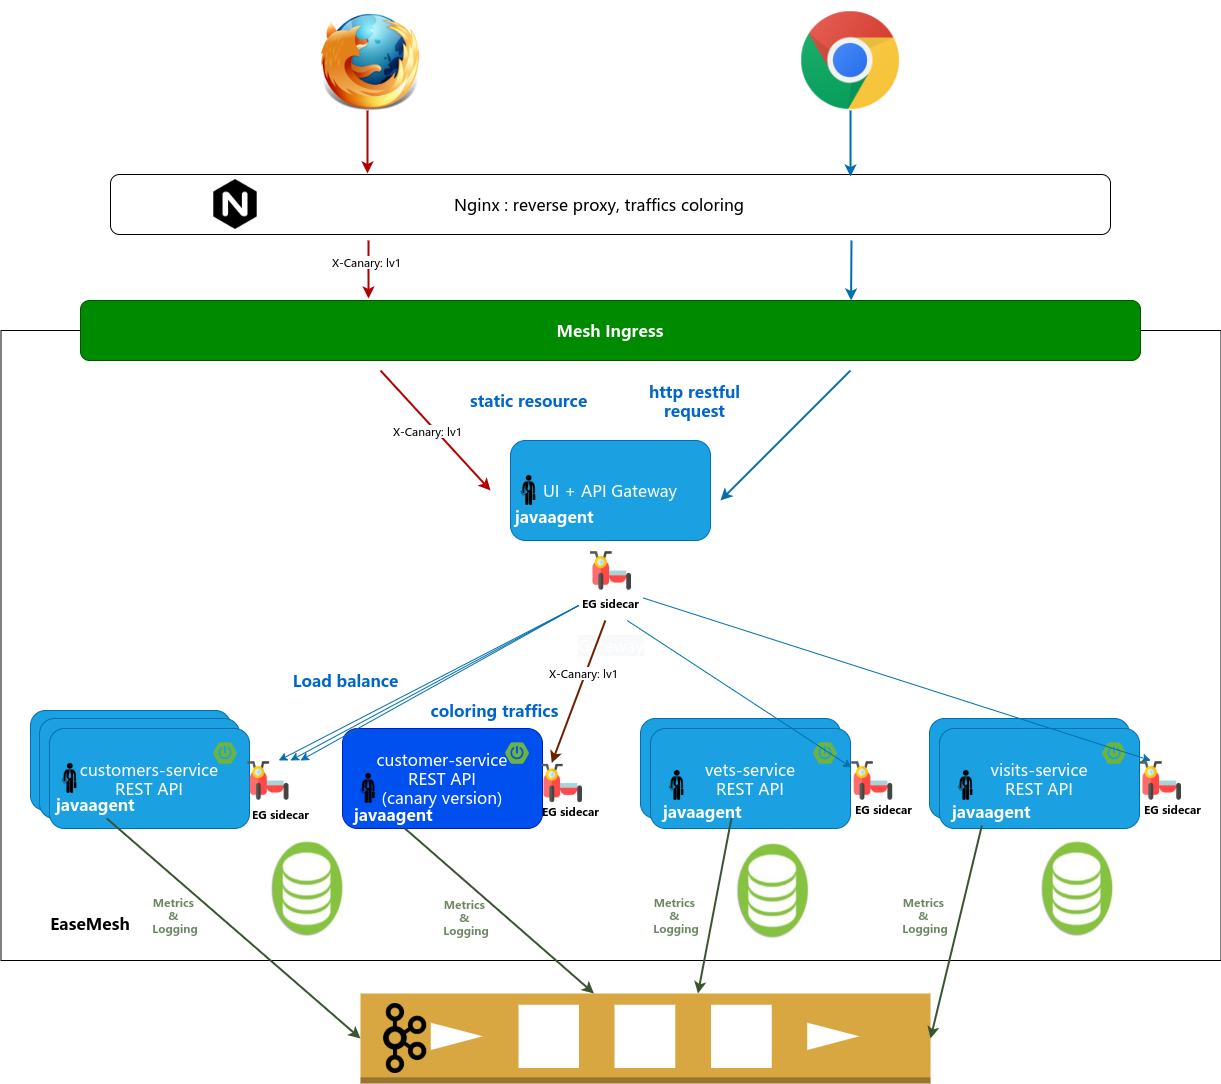 Nginx : reverse proxy, traffics coloring
X-Canary: lv1
Mesh Ingress
static resource
http restful
request
X-Canary: lv1
UI + API Gateway
javaagent
EG sidecar
Gateway
X-Canary: lv1
Load balance
coloring traffics
customers-service
REST API
javaagent
EG sidecar
customer-service
REST API
(canary version)
javaagent
EG sidecar
vets-service
REST API
javaagent
EG sidecar
visits-service
REST API
javaagent
EG sidecar
EaseMesh
Metrics
&
Logging
Metrics
&
Logging
Metrics
&
Logging
Metrics
&
Logging